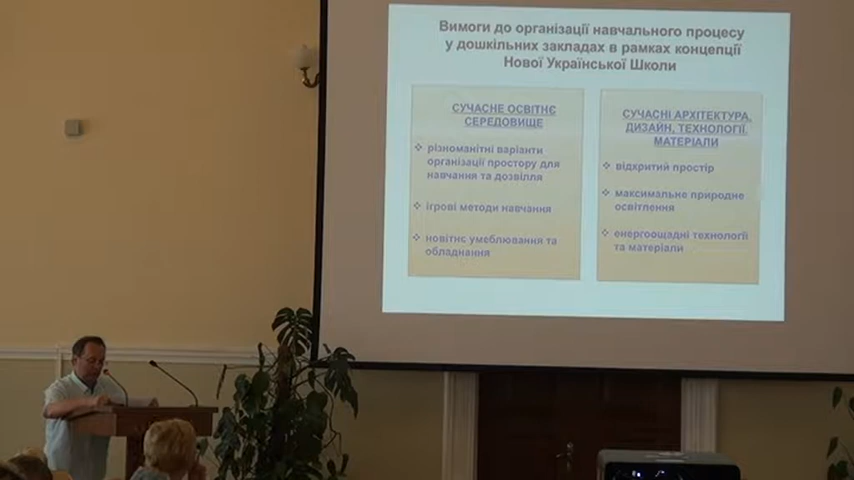 Вимоги до організації навчального процесу
у дошкільних закладах в рамках концепції
Нової Української Школи
СУЧАСНЕ ОСВІТНЄ
СЕРЕДОВИЩЕ
різноманітні варіанти
організації простору для
навчання та дозвілля
ігрові методи навчання
новітнє умеблювання та
обладнання
СУЧАСНІ АРХІТЕКТУРА,
ДИЗАЙН, ТЕХНОЛОГІЇ,
МАТЕРІАЛИ
відкритий простір
максимальне природне
освітлення
енергоощадні технології
та матеріали